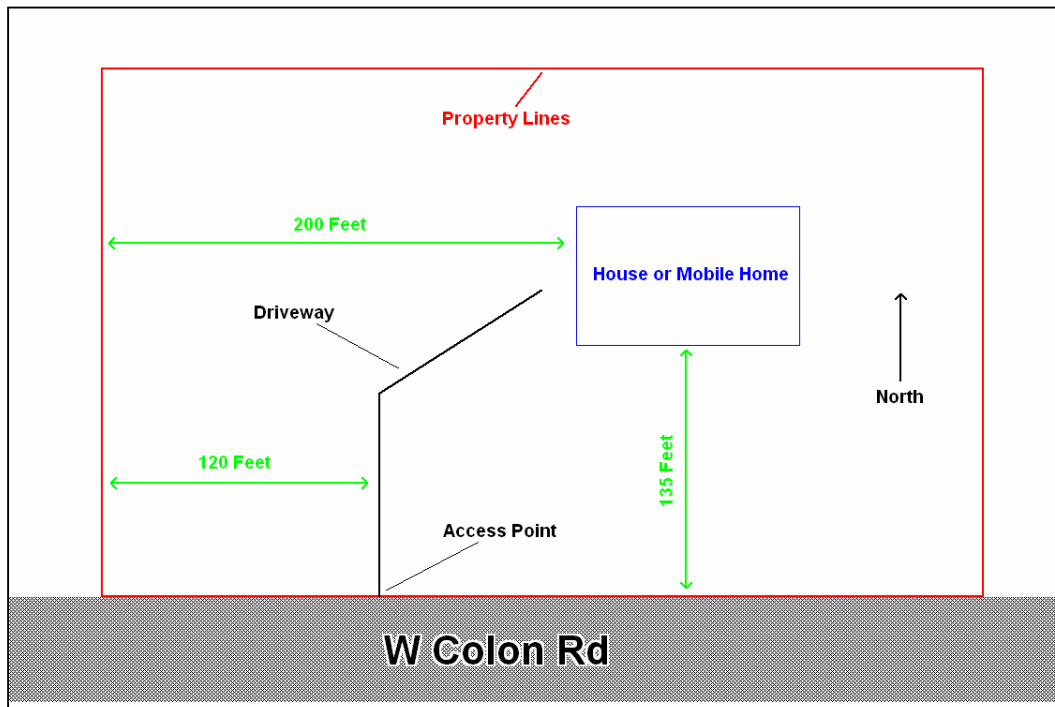 Property Lines
200 Feet
House or Mobile Home
Driveway
North
120 Feet
135 Feet
Access Point
W Colon Rd